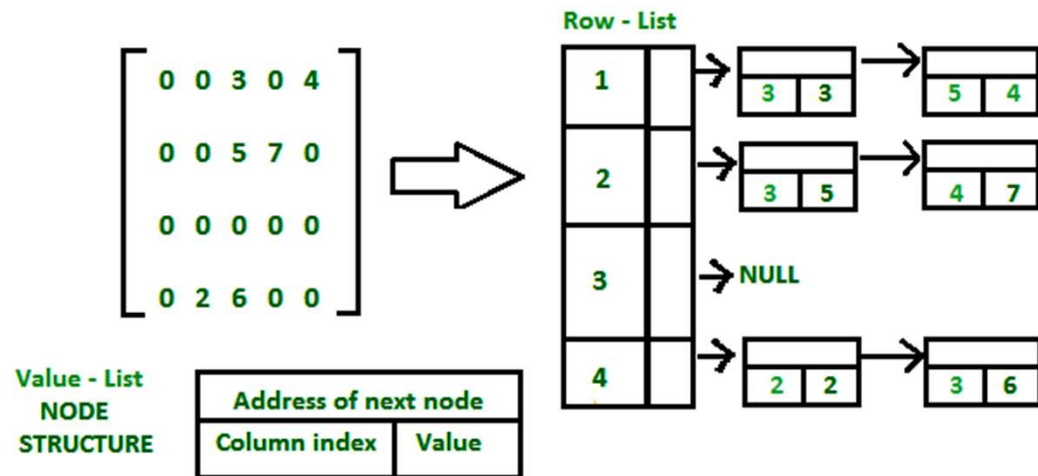 Row - List
0 0 3 0 4
0 0 5 7 0
0 0 0 0 0
0 2 6 0 0
1
3 3
5 4
2
3 5
4 7
3
NULL
4
2 2
3 6
Value - List
NODE
STRUCTURE
Address of next node
Column index
Value